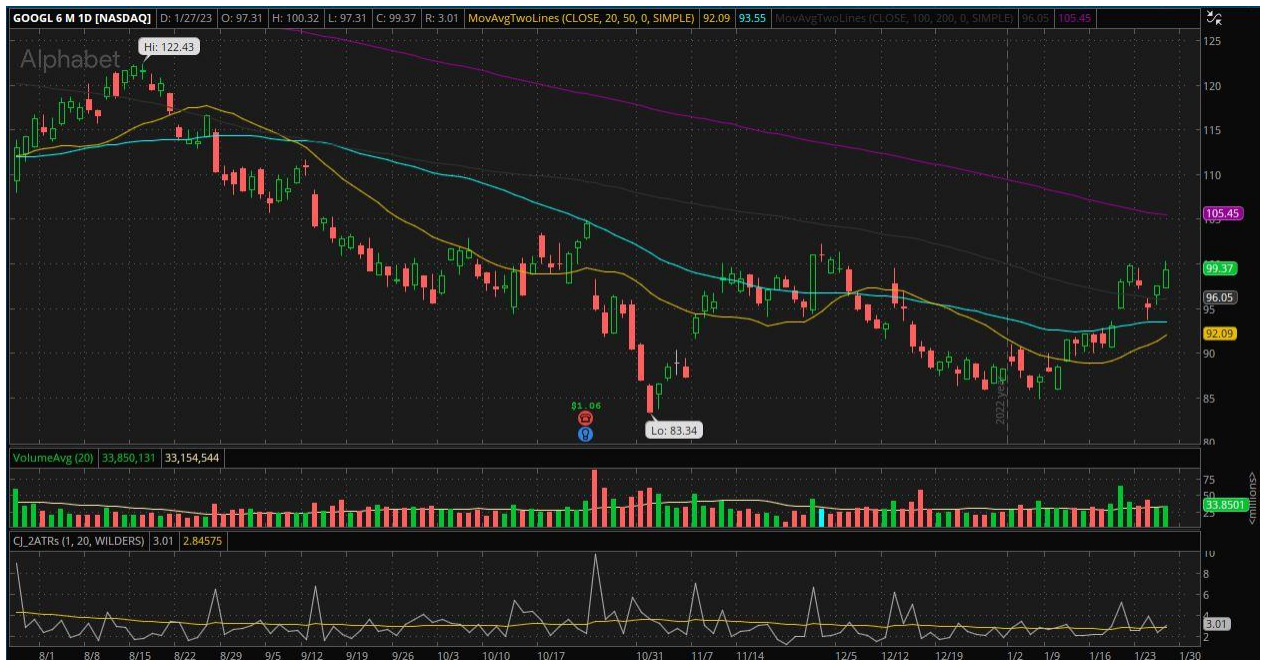 GOOGL 6 M 1D [NASDAQ] D: 1/27/23 O: 97.31 H: 100.32 L: 97.31 C: 99.37 R: 3.01 MovAvgTwoLines (CLOSE, 20, 50, 0, SIMPLE) 92.09 93.55 MovAvgTwoLines (CLOSE, 100, 200, 0, SIMPLE) 96.05 105.45
Alphabet
Hi: 122.43
125
120
115
110
105.45
105
100
99.37
96.05
95
92.09
90
85
80
$1.06
Lo: 83.34
2022 year
VolumeAvg (20) 33,850,131 33,154,544
75
50
33.8501
25
<millions>
CJ_2ATRs (1, 20, WILDERS) 3.01 2.84575
10
8
6
4
3.01
2
8/1 8/8 8/15 8/22 8/29 9/5 9/12 9/19 9/26 10/3 10/10 10/17 10/31 11/7 11/14 12/5 12/12 12/19 1/2 1/9 1/16 1/23 1/30